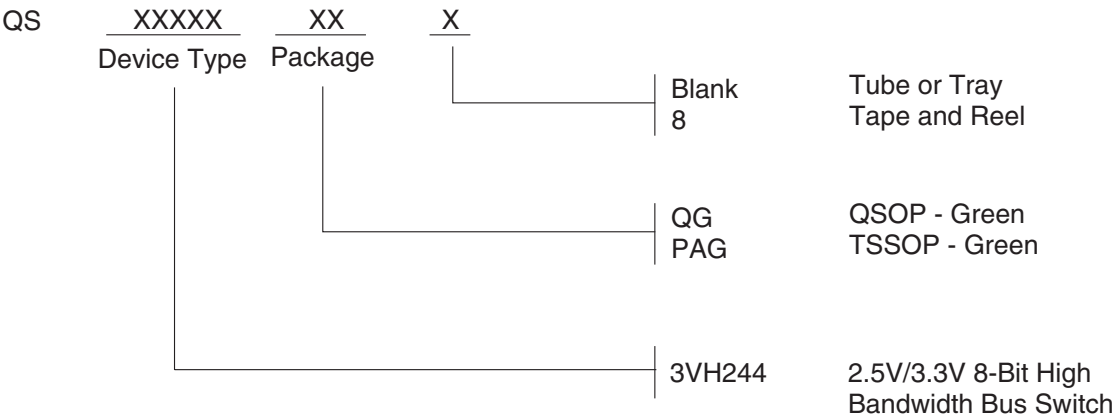 QS XXXXX XX X
Device Type Package
Blank Tube or Tray
8 Tape and Reel
QG QSOP - Green
PAG TSSOP - Green
3VH244 2.5V/3.3V 8-Bit High
Bandwidth Bus Switch